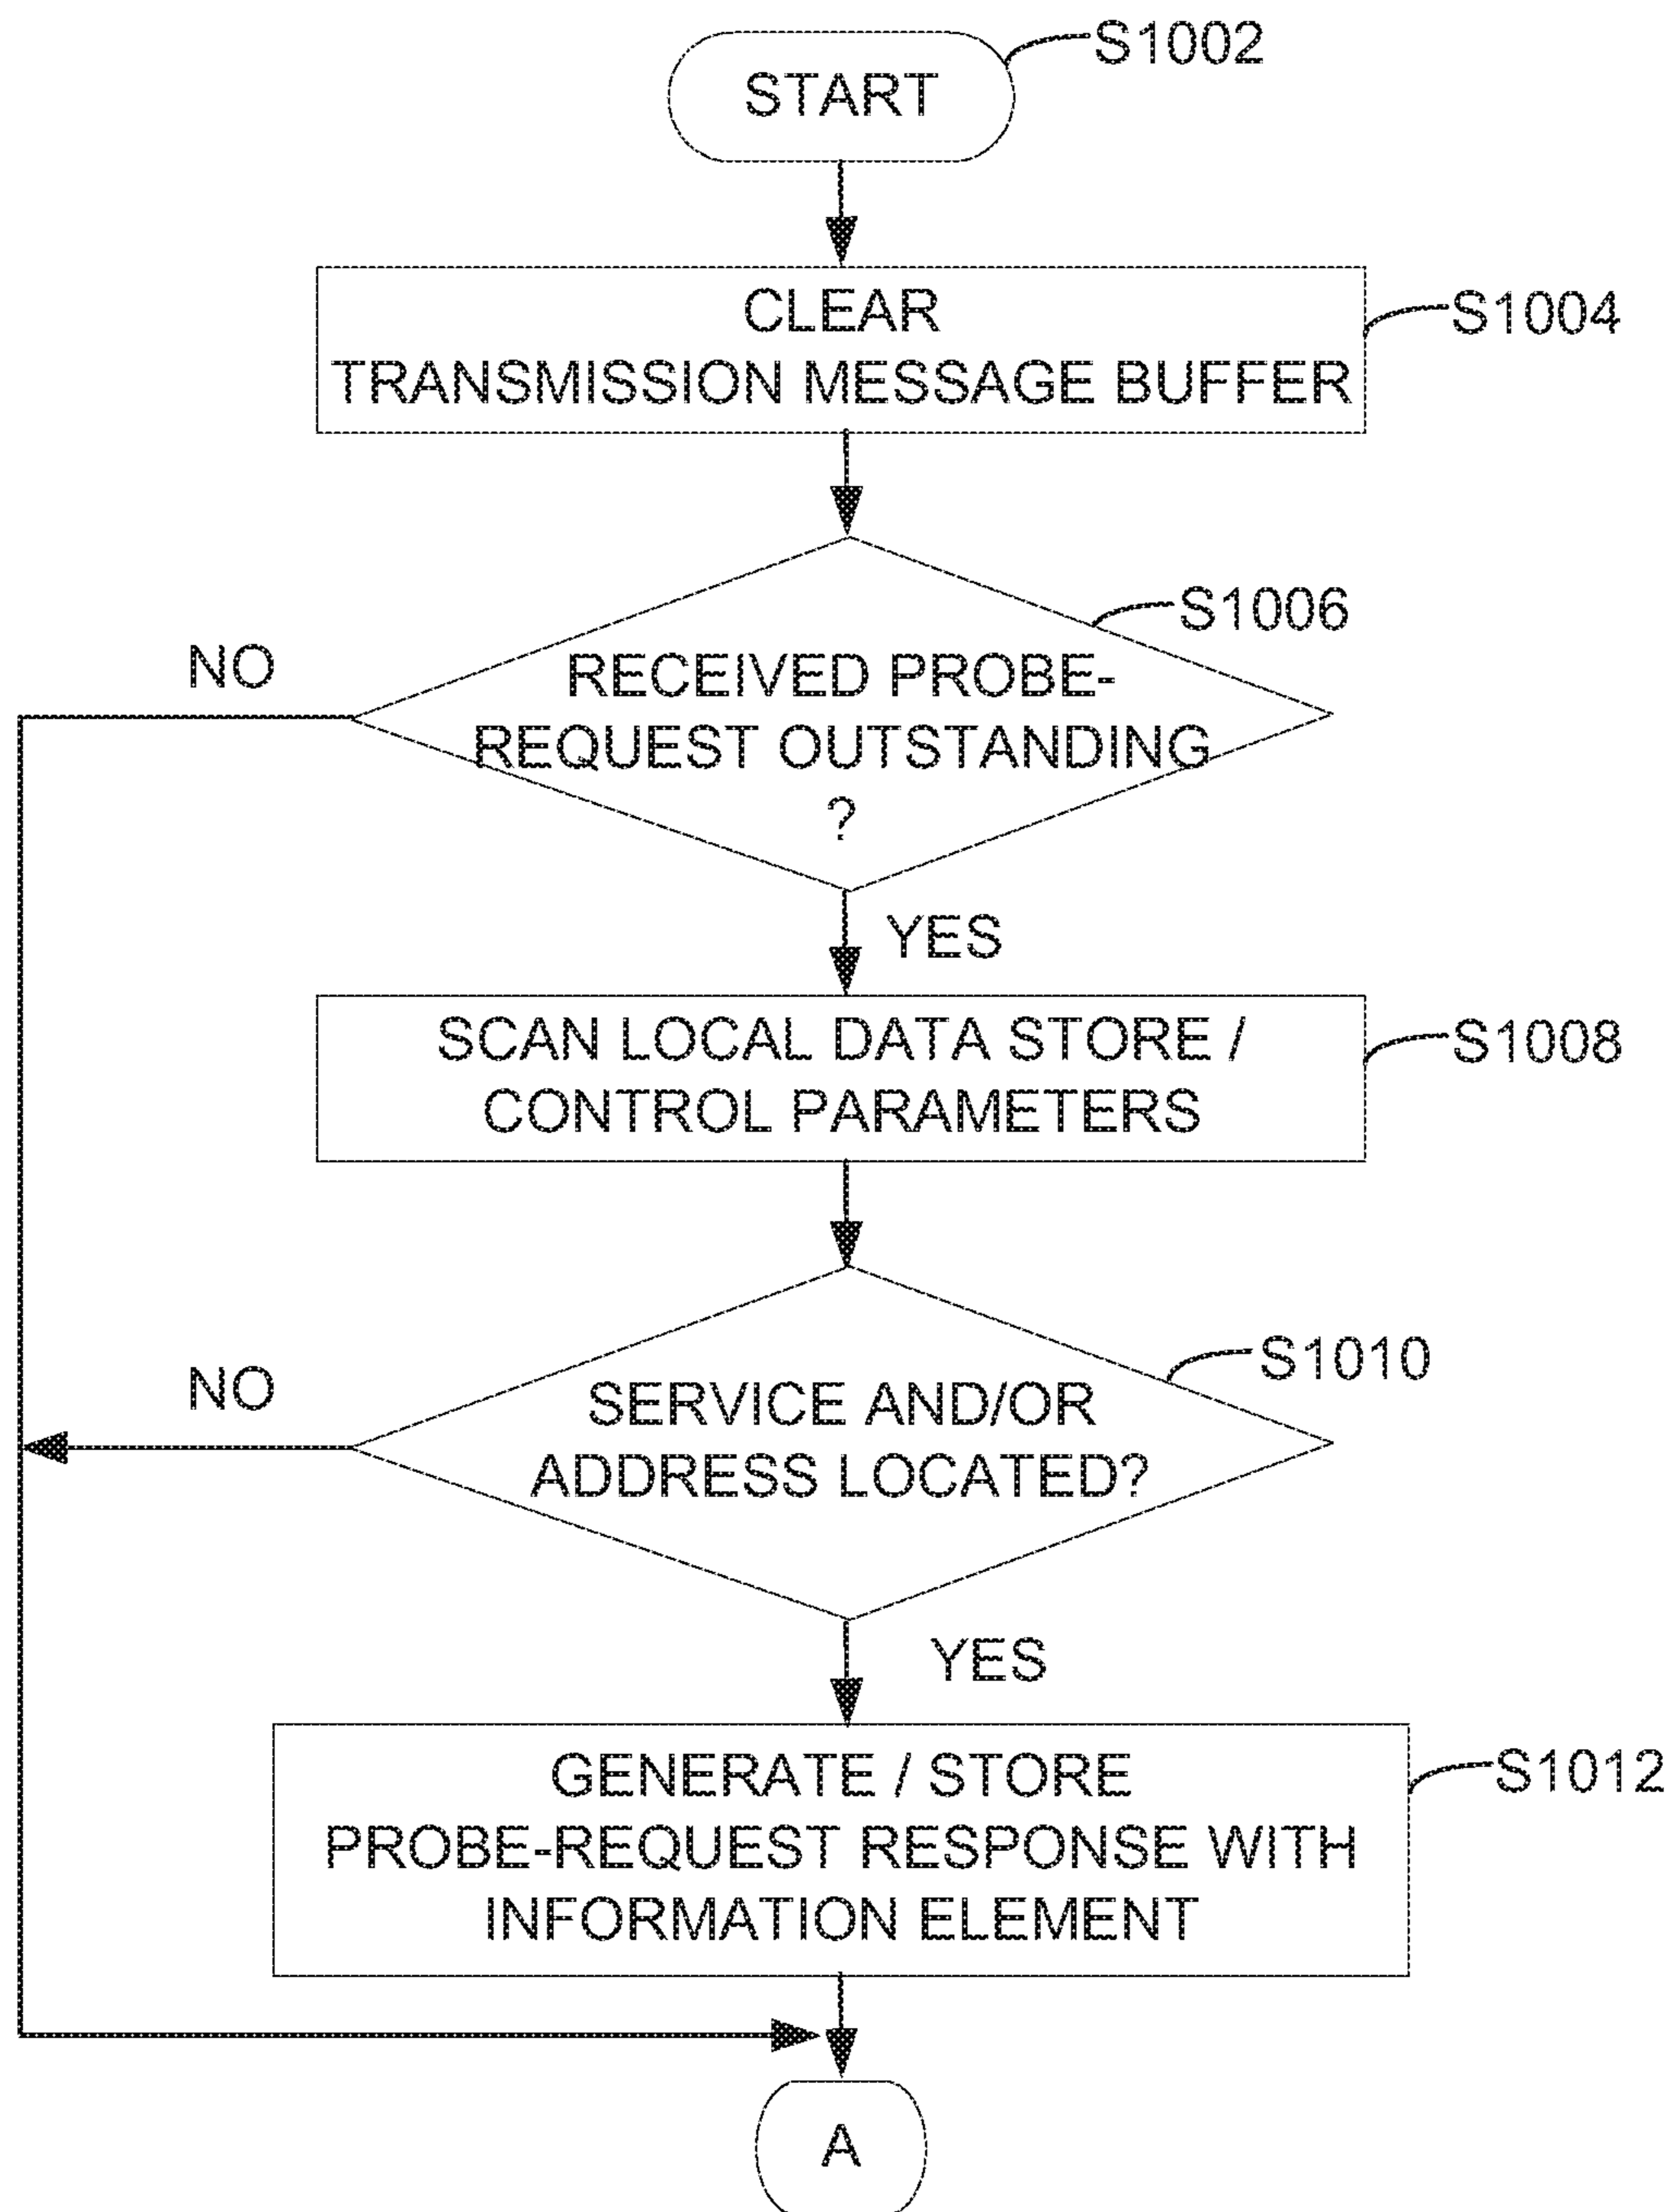 START
S1002
CLEAR
TRANSMISSION MESSAGE BUFFER
S1004
S1006
NO
RECEIVED PROBE-
REQUEST OUTSTANDING
?
YES
SCAN LOCAL DATA STORE /
CONTROL PARAMETERS
S1008
S1010
NO
SERVICE AND/OR
ADDRESS LOCATED?
YES
GENERATE / STORE
PROBE-REQUEST RESPONSE WITH
INFORMATION ELEMENT
S1012
A